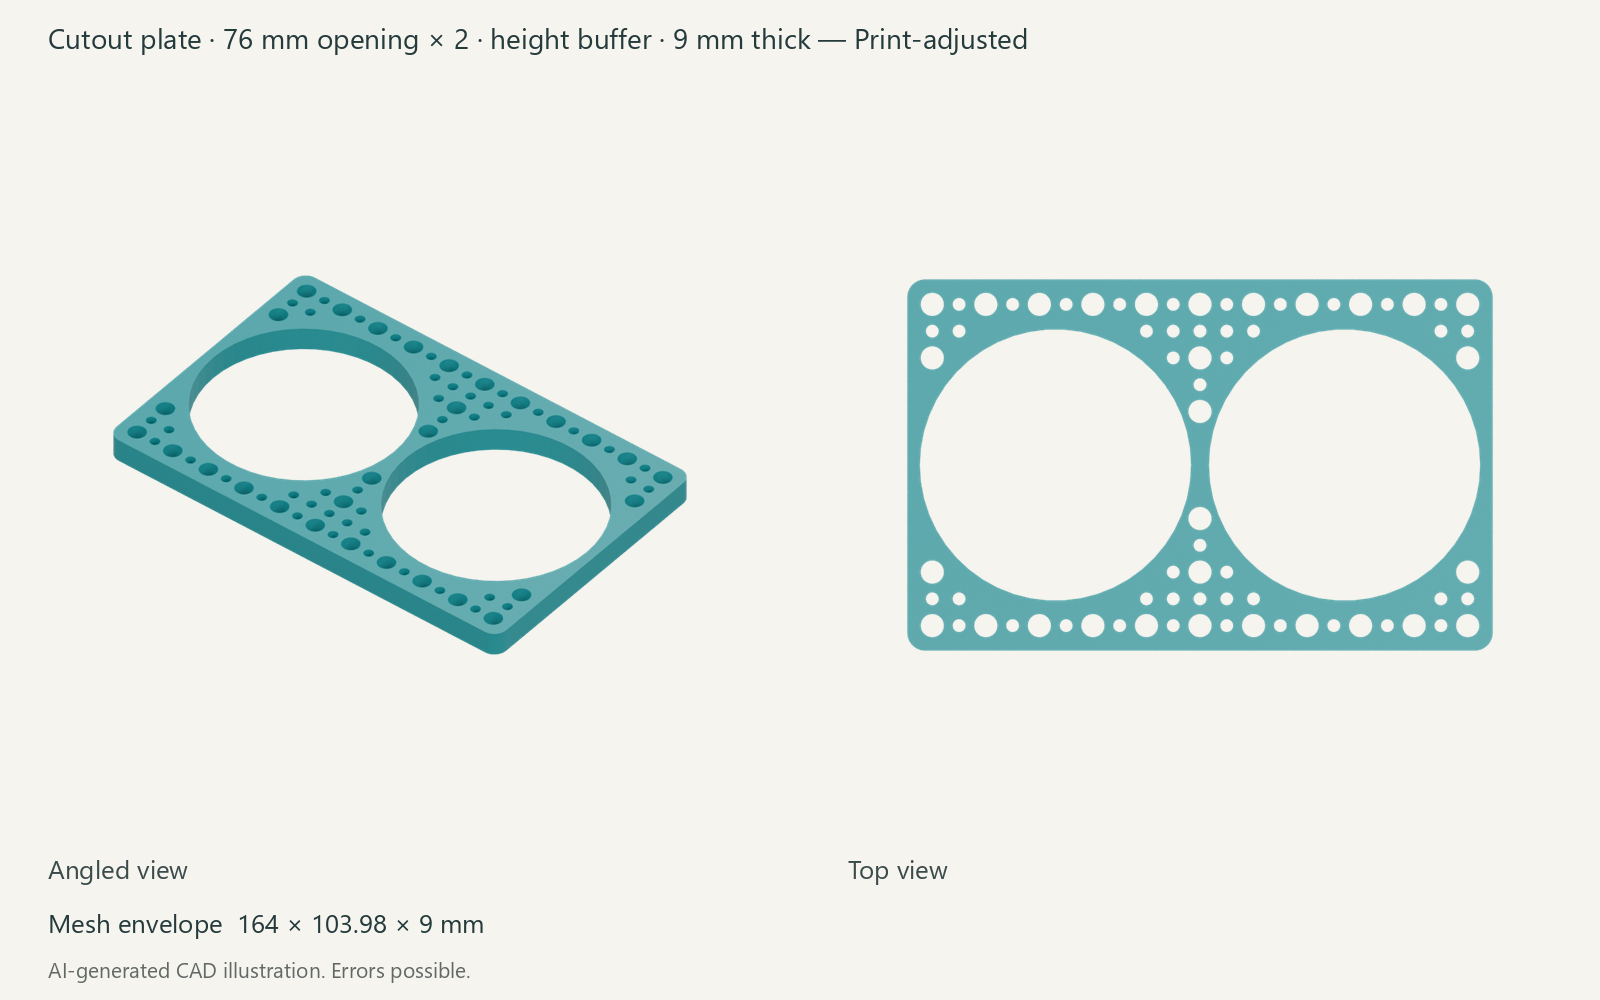 Cutout plate · 76 mm opening × 2 · height buffer · 9 mm thick — Print-adjusted
Angled view
Top view
Mesh envelope 164 × 103.98 × 9 mm
AI-generated CAD illustration. Errors possible.